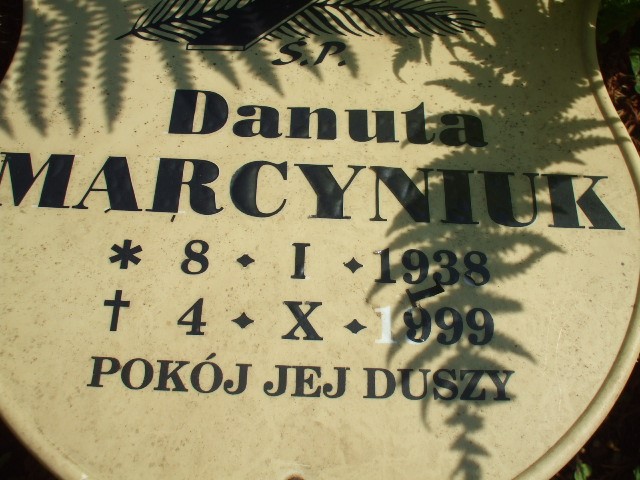 Ś.P.
Danuta
MARCYNIUK
* 8 ✦ I ✦ 1938
† 4 ✦ X ✦ 1999
POKÓJ JEJ DUSZY